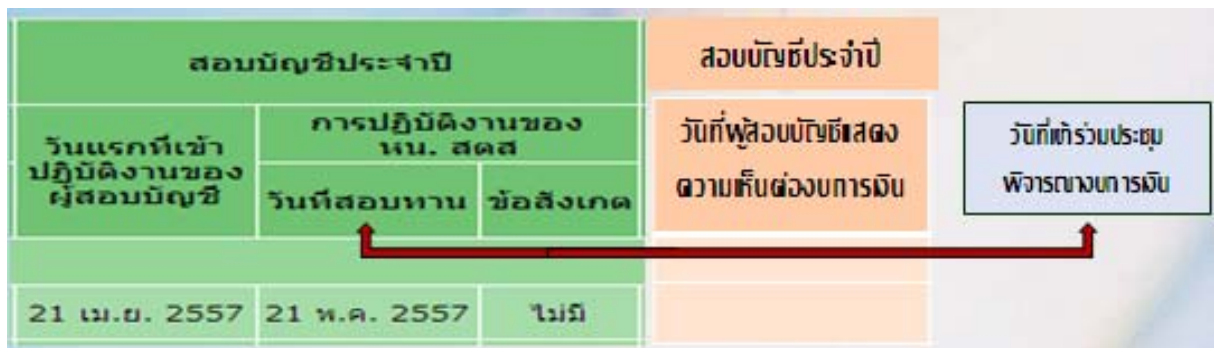 สอบบัญชีประจำปี
สอบบัญชีประจำปี
วันแรกที่เข้า
ปฏิบัติงานของ
ผู้สอบบัญชี
การปฏิบัติงานของ
หน. สตส
วันที่สอบทาน
ข้อสังเกต
วันที่ผู้สอบบัญชีแสดง
ความเห็นต่องบการเงิน
วันที่เข้าร่วมประชุม
พิจารณางบการเงิน
21 เม.ย. 2557
21 พ.ค. 2557
ไม่มี